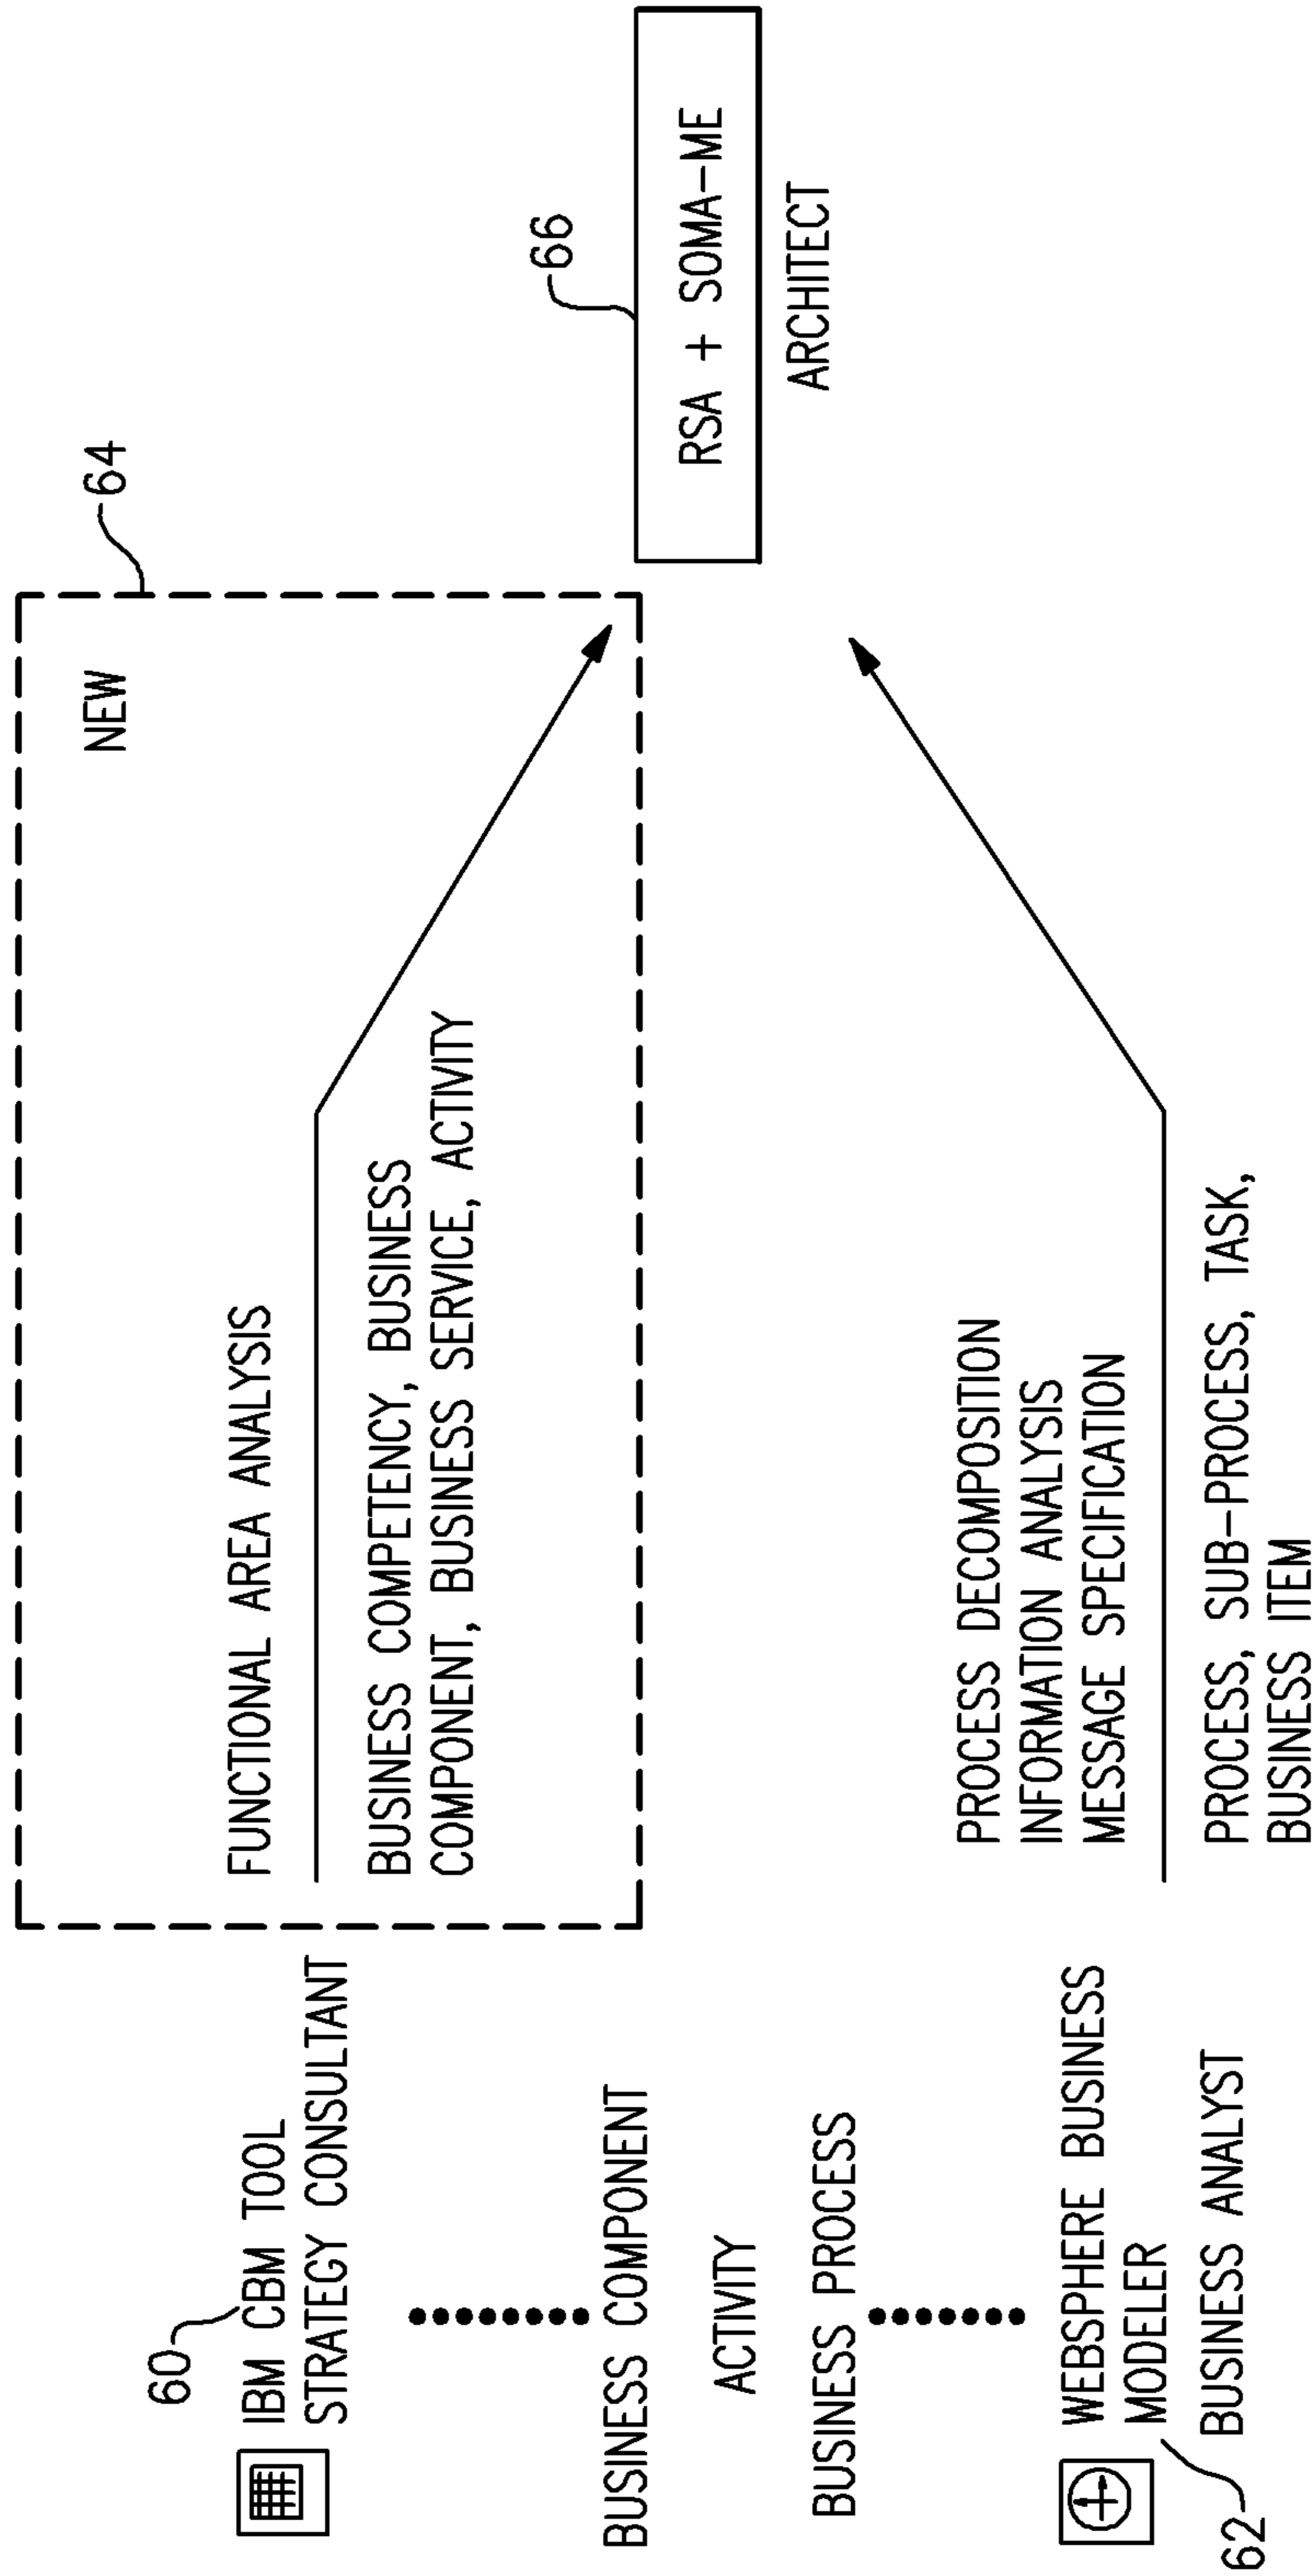 60
IBM CBM TOOL
STRATEGY CONSULTANT
BUSINESS COMPONENT
ACTIVITY
BUSINESS PROCESS
WEBSPHERE BUSINESS
MODELER
BUSINESS ANALYST
62
FUNCTIONAL AREA ANALYSIS
BUSINESS COMPETENCY, BUSINESS
COMPONENT, BUSINESS SERVICE, ACTIVITY
NEW
64
PROCESS DECOMPOSITION
INFORMATION ANALYSIS
MESSAGE SPECIFICATION
PROCESS, SUB-PROCESS, TASK,
BUSINESS ITEM
66
RSA + SOMA-ME
ARCHITECT